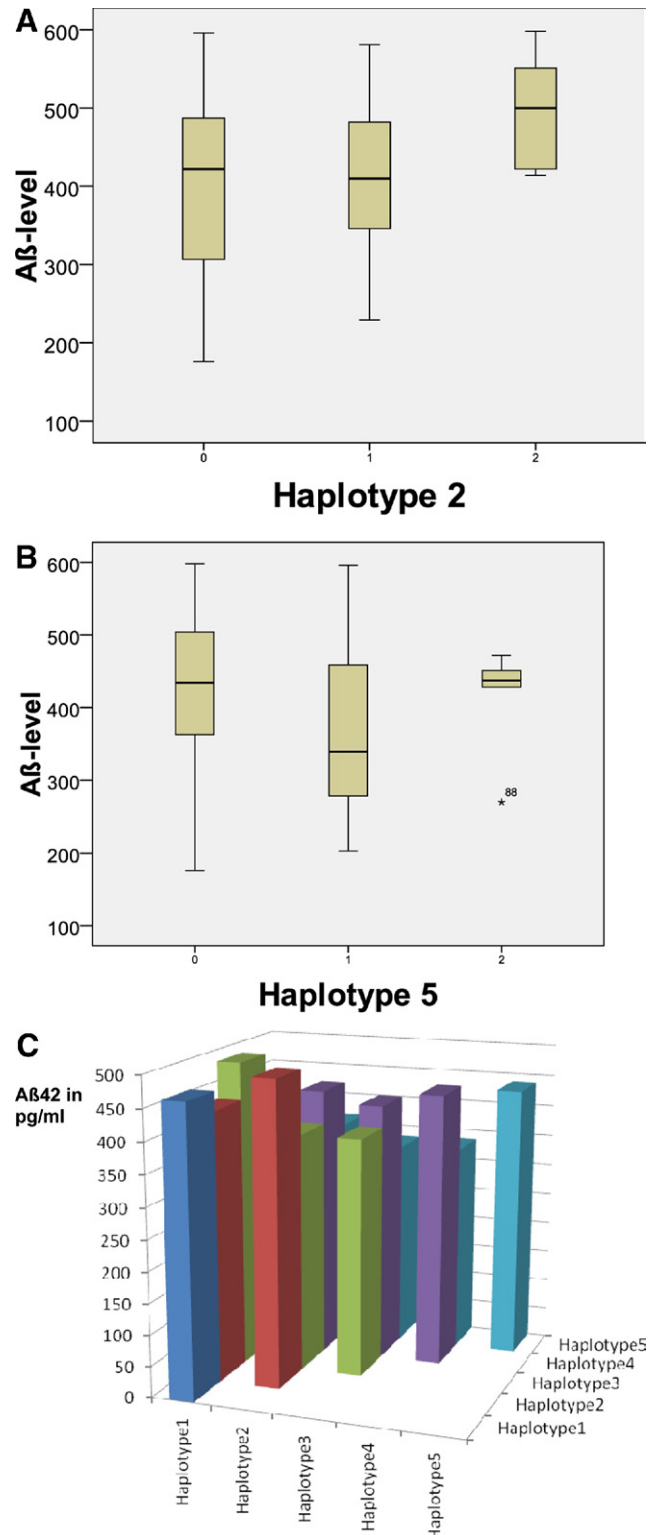 A
600
500
400
300
200
100
Aß-level
0 1 2
Haplotype 2
B
600
500
400
300
200
100
Aß-level
88
0 1 2
Haplotype 5
C
Aß42 in
pg/ml
500
450
400
350
300
250
200
150
100
50
0
Haplotype1
Haplotype2
Haplotype3
Haplotype4
Haplotype5
Haplotype5
Haplotype4
Haplotype3
Haplotype2
Haplotype1